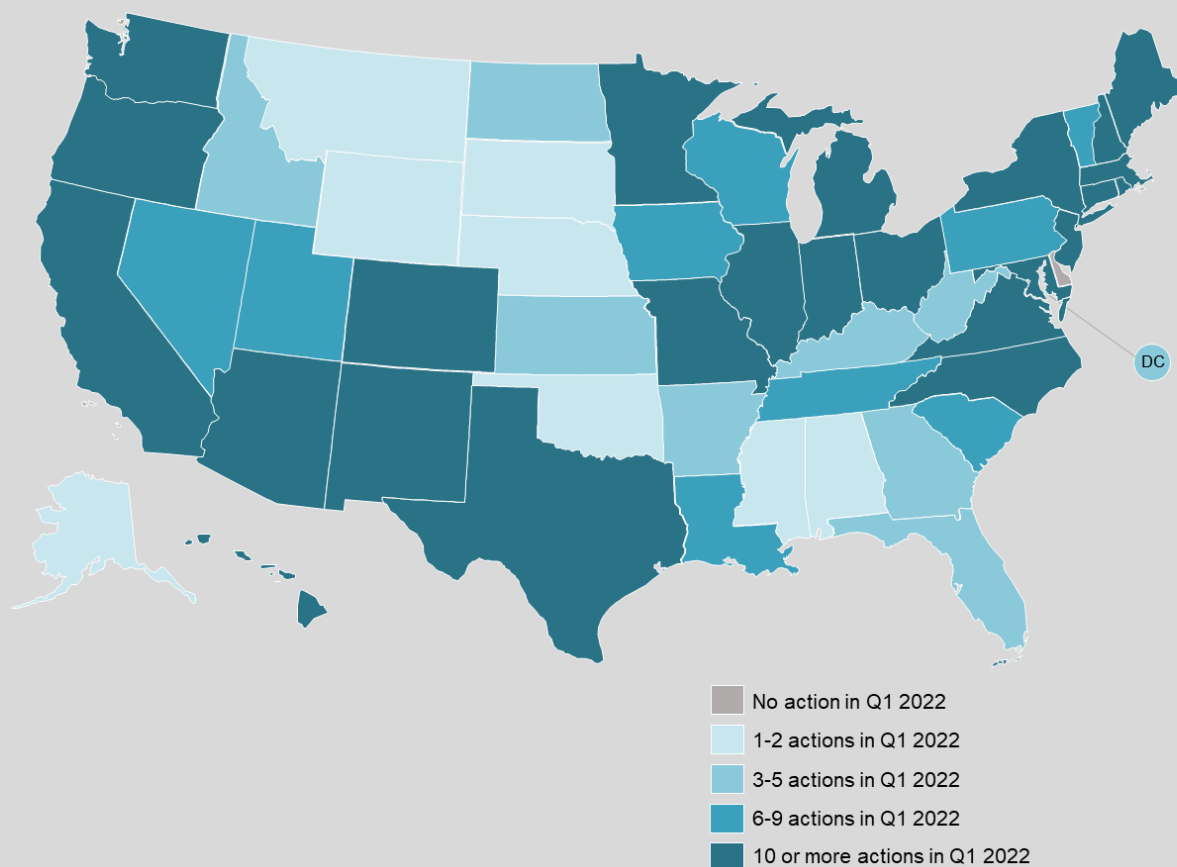 DC
No action in Q1 2022
1-2 actions in Q1 2022
3-5 actions in Q1 2022
6-9 actions in Q1 2022
10 or more actions in Q1 2022